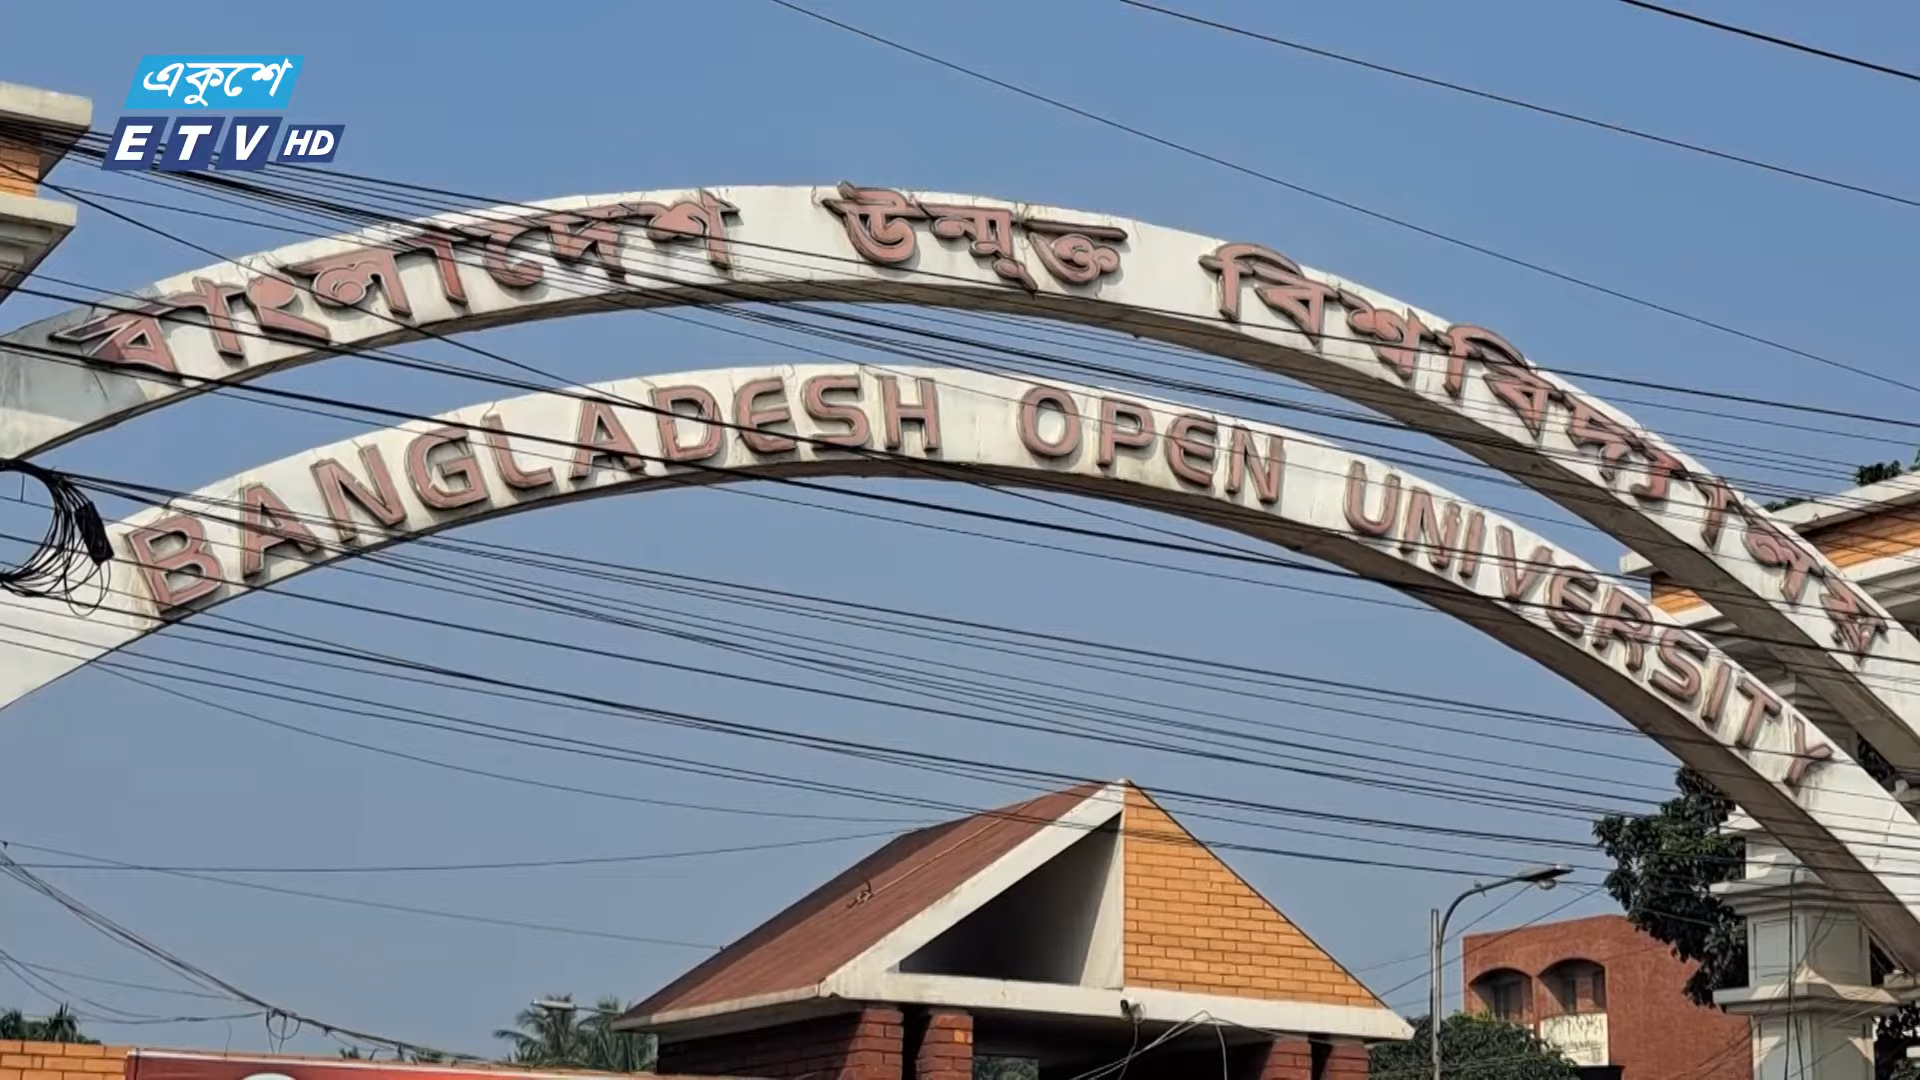 একুশে
ETV HD
বাংলাদেশ উন্মুক্ত বিশ্ববিদ্যালয়
BANGLADESH OPEN UNIVERSITY